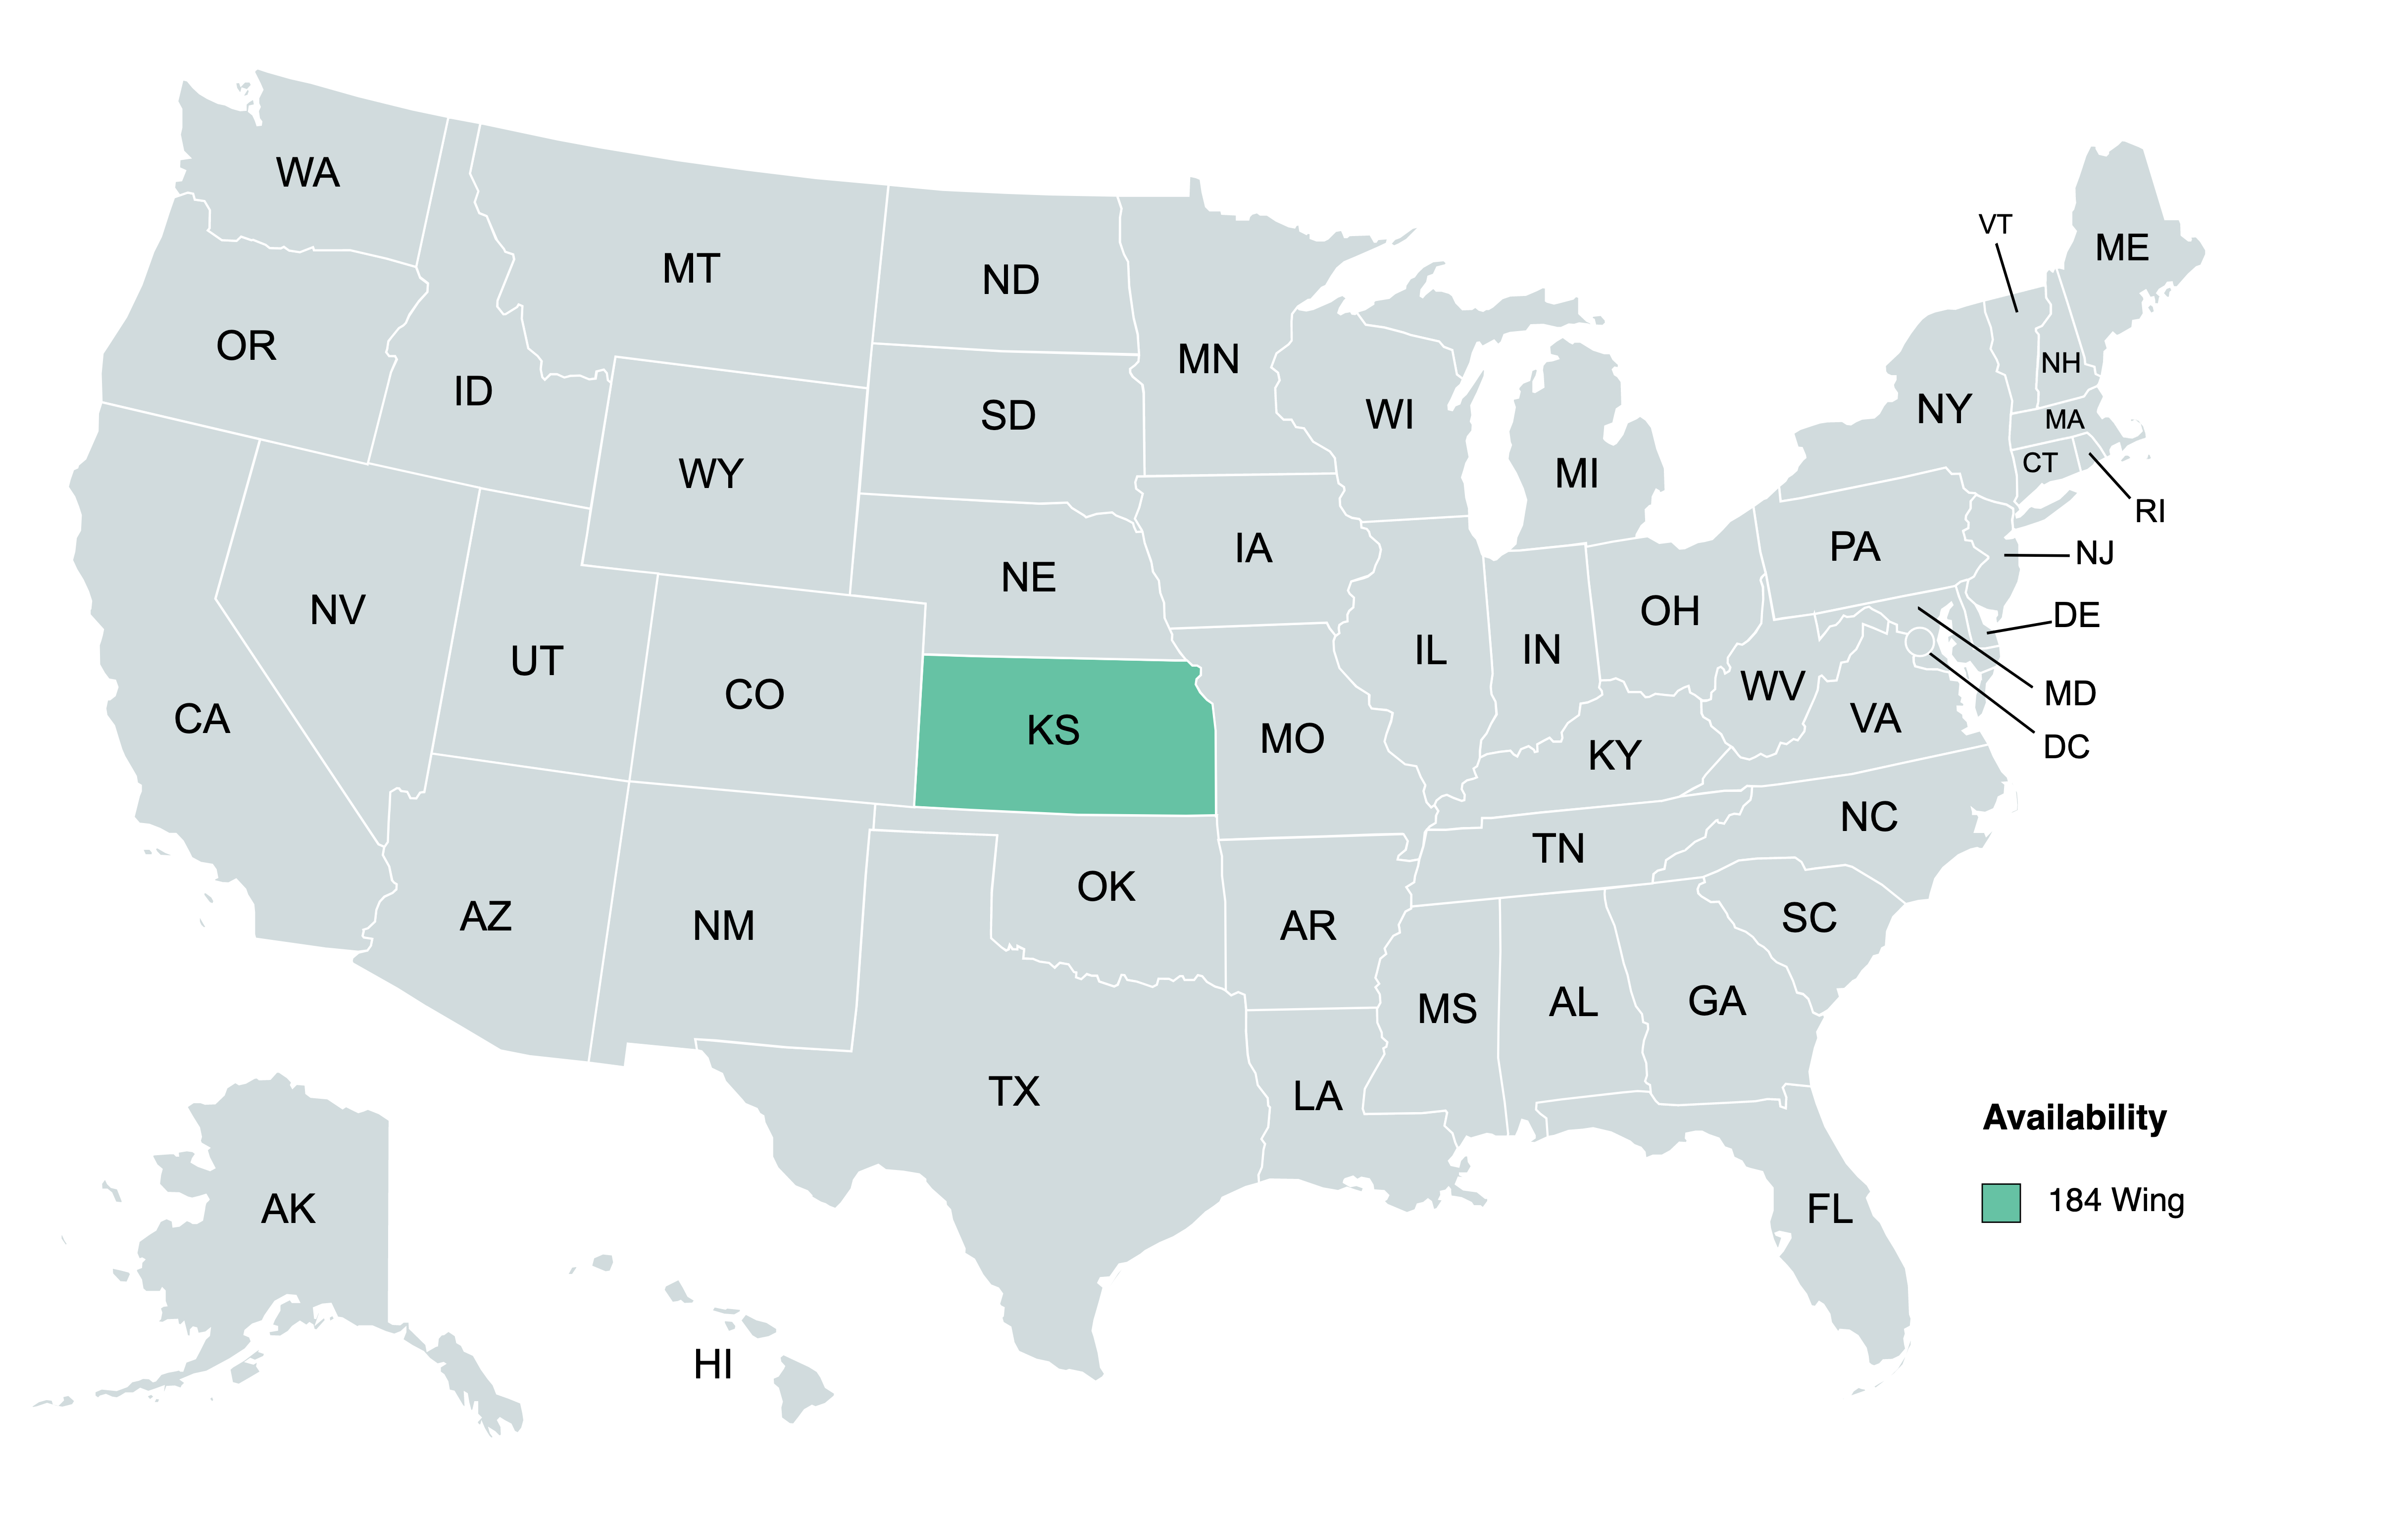 WA
MT
ND
MN
VT
ME
OR
ID
SD
WI
NH
NY
MA
WY
MI
CT
RI
IA
PA
NJ
NE
NV
OH
DE
UT
IL
IN
CO
WV
MD
CA
KS
MO
VA
DC
KY
NC
TN
OK
AZ
NM
AR
SC
MS
AL
GA
TX
LA
Availability
AK
FL
184 Wing
HI